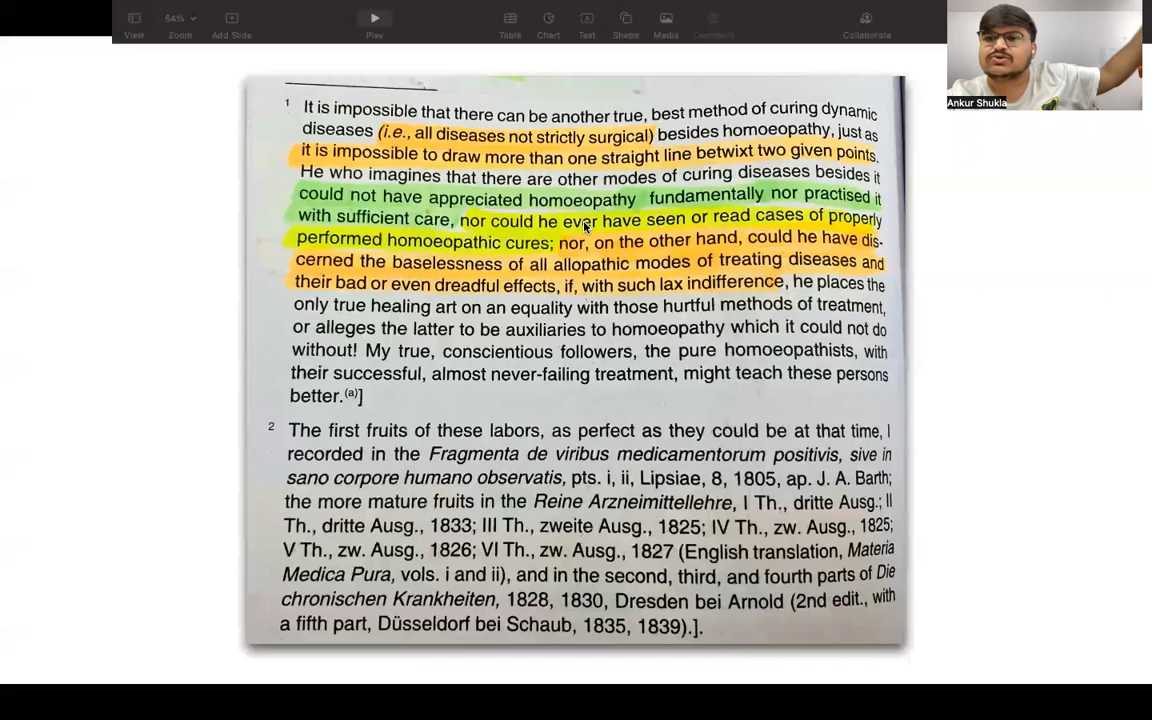 54%
View
Zoom
Add Slide
Play
Table
Chart
Text
Shape
Media
Comment
Collaborate
Ankur Shukla
1 It is impossible that there can be another true, best method of curing dynamic
diseases (i.e., all diseases not strictly surgical) besides homoeopathy, just as
it is impossible to draw more than one straight line betwixt two given points.
He who imagines that there are other modes of curing diseases besides it
could not have appreciated homoeopathy fundamentally nor practised it
with sufficient care, nor could he ever have seen or read cases of properly
performed homoeopathic cures; nor, on the other hand, could he have dis-
cerned the baselessness of all allopathic modes of treating diseases and
their bad or even dreadful effects, if, with such lax indifference, he places the
only true healing art on an equality with those hurtful methods of treatment,
or alleges the latter to be auxiliaries to homoeopathy which it could not do
without! My true, conscientious followers, the pure homoeopathists, with
their successful, almost never-failing treatment, might teach these persons
better.(a)]
2 The first fruits of these labors, as perfect as they could be at that time, I
recorded in the Fragmenta de viribus medicamentorum positivis, sive in
sano corpore humano observatis, pts. i, ii, Lipsiae, 8, 1805, ap. J. A. Barth;
the more mature fruits in the Reine Arzneimittellehre, I Th., dritte Ausg.; II
Th., dritte Ausg., 1833; III Th., zweite Ausg., 1825; IV Th., zw. Ausg., 1825;
V Th., zw. Ausg., 1826; VI Th., zw. Ausg., 1827 (English translation, Materia
Medica Pura, vols. i and ii), and in the second, third, and fourth parts of Die
chronischen Krankheiten, 1828, 1830, Dresden bei Arnold (2nd edit., with
a fifth part, Düsseldorf bei Schaub, 1835, 1839).].